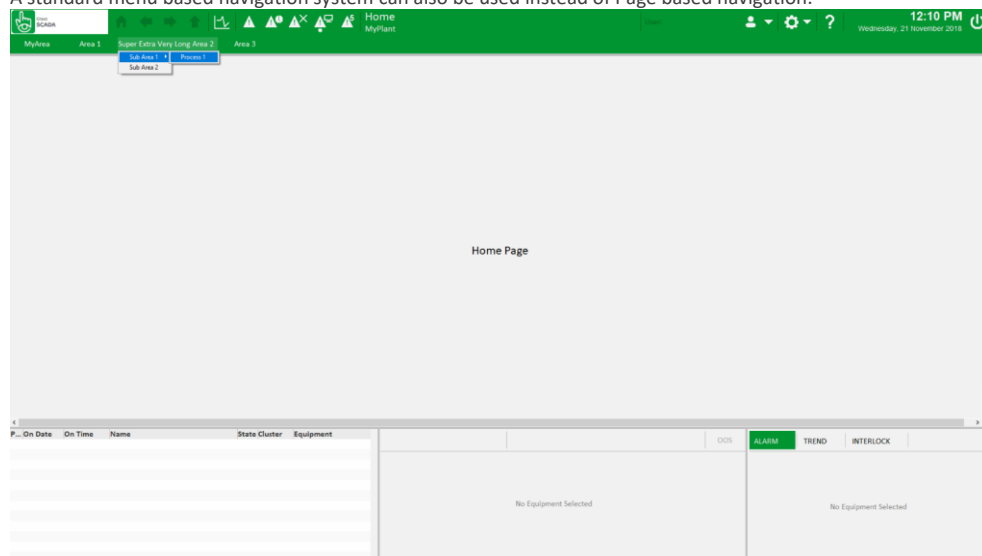 A standard menu based navigation system can also be used instead of Page based navigation.
SCADA
Home
MyPlant
12:10 PM
Wednesday, 21 November 2018
?
MyArea Area 1 Super Extra Very Long Area 2 Area 3
Sub Area 1 Process 1
Sub Area 2
Home Page
P... On Date On Time Name State Cluster Equipment
OOS
ALARM TREND INTERLOCK
No Equipment Selected
No Equipment Selected